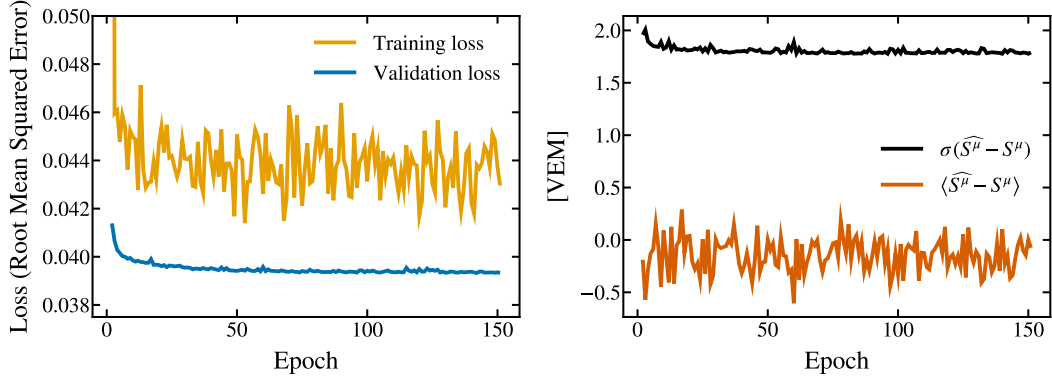 Loss (Root Mean Squared Error)
0.050
0.048
0.046
0.044
0.042
0.040
0.038
Training loss
Validation loss
0
50
100
150
Epoch
[VEM]
2.0
1.5
1.0
0.5
0.0
−0.5
σ(\widehat{S^μ} − S^μ)
⟨\widehat{S^μ} − S^μ⟩
0
50
100
150
Epoch